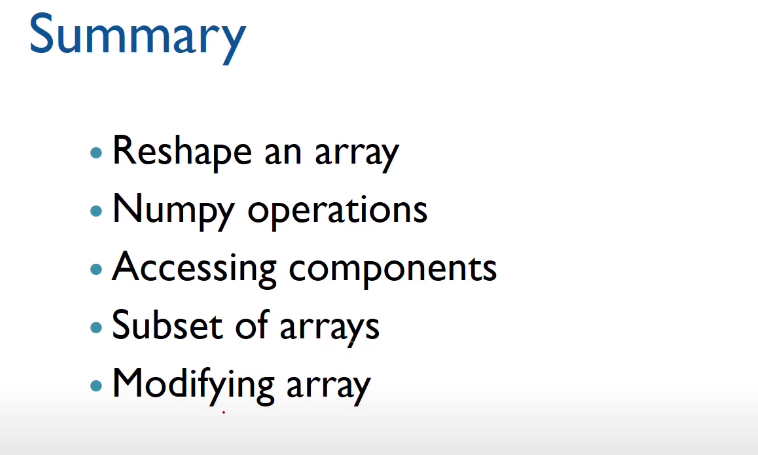 Summary
• Reshape an array
• Numpy operations
• Accessing components
• Subset of arrays
• Modifying array